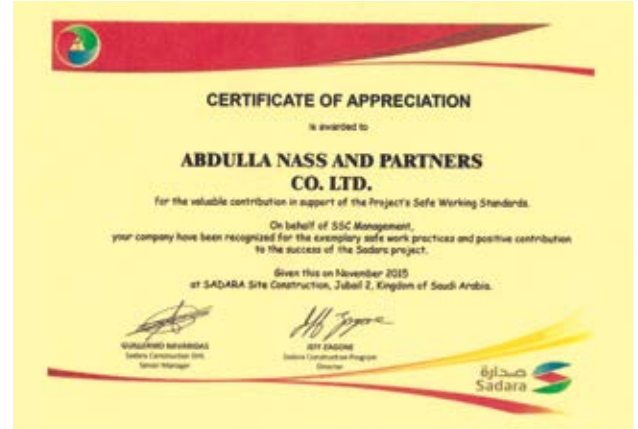 CERTIFICATE OF APPRECIATION
is awarded to
ABDULLA NASS AND PARTNERS
CO. LTD.
for the valuable contribution in support of the Project's Safe Working Standards.
On behalf of SSC Management,
your company have been recognized for the exemplary safe work practices and positive contribution
to the success of the Sadara project.
Given this on November 2015
at SADARA Site Construction, Jubail 2, Kingdom of Saudi Arabia.
GUILLERMO NAVARIDAS
Sadara Construction
Senior Manager
JEFF ZAGONE
Sadara Construction Program
Director
صدارة
Sadara